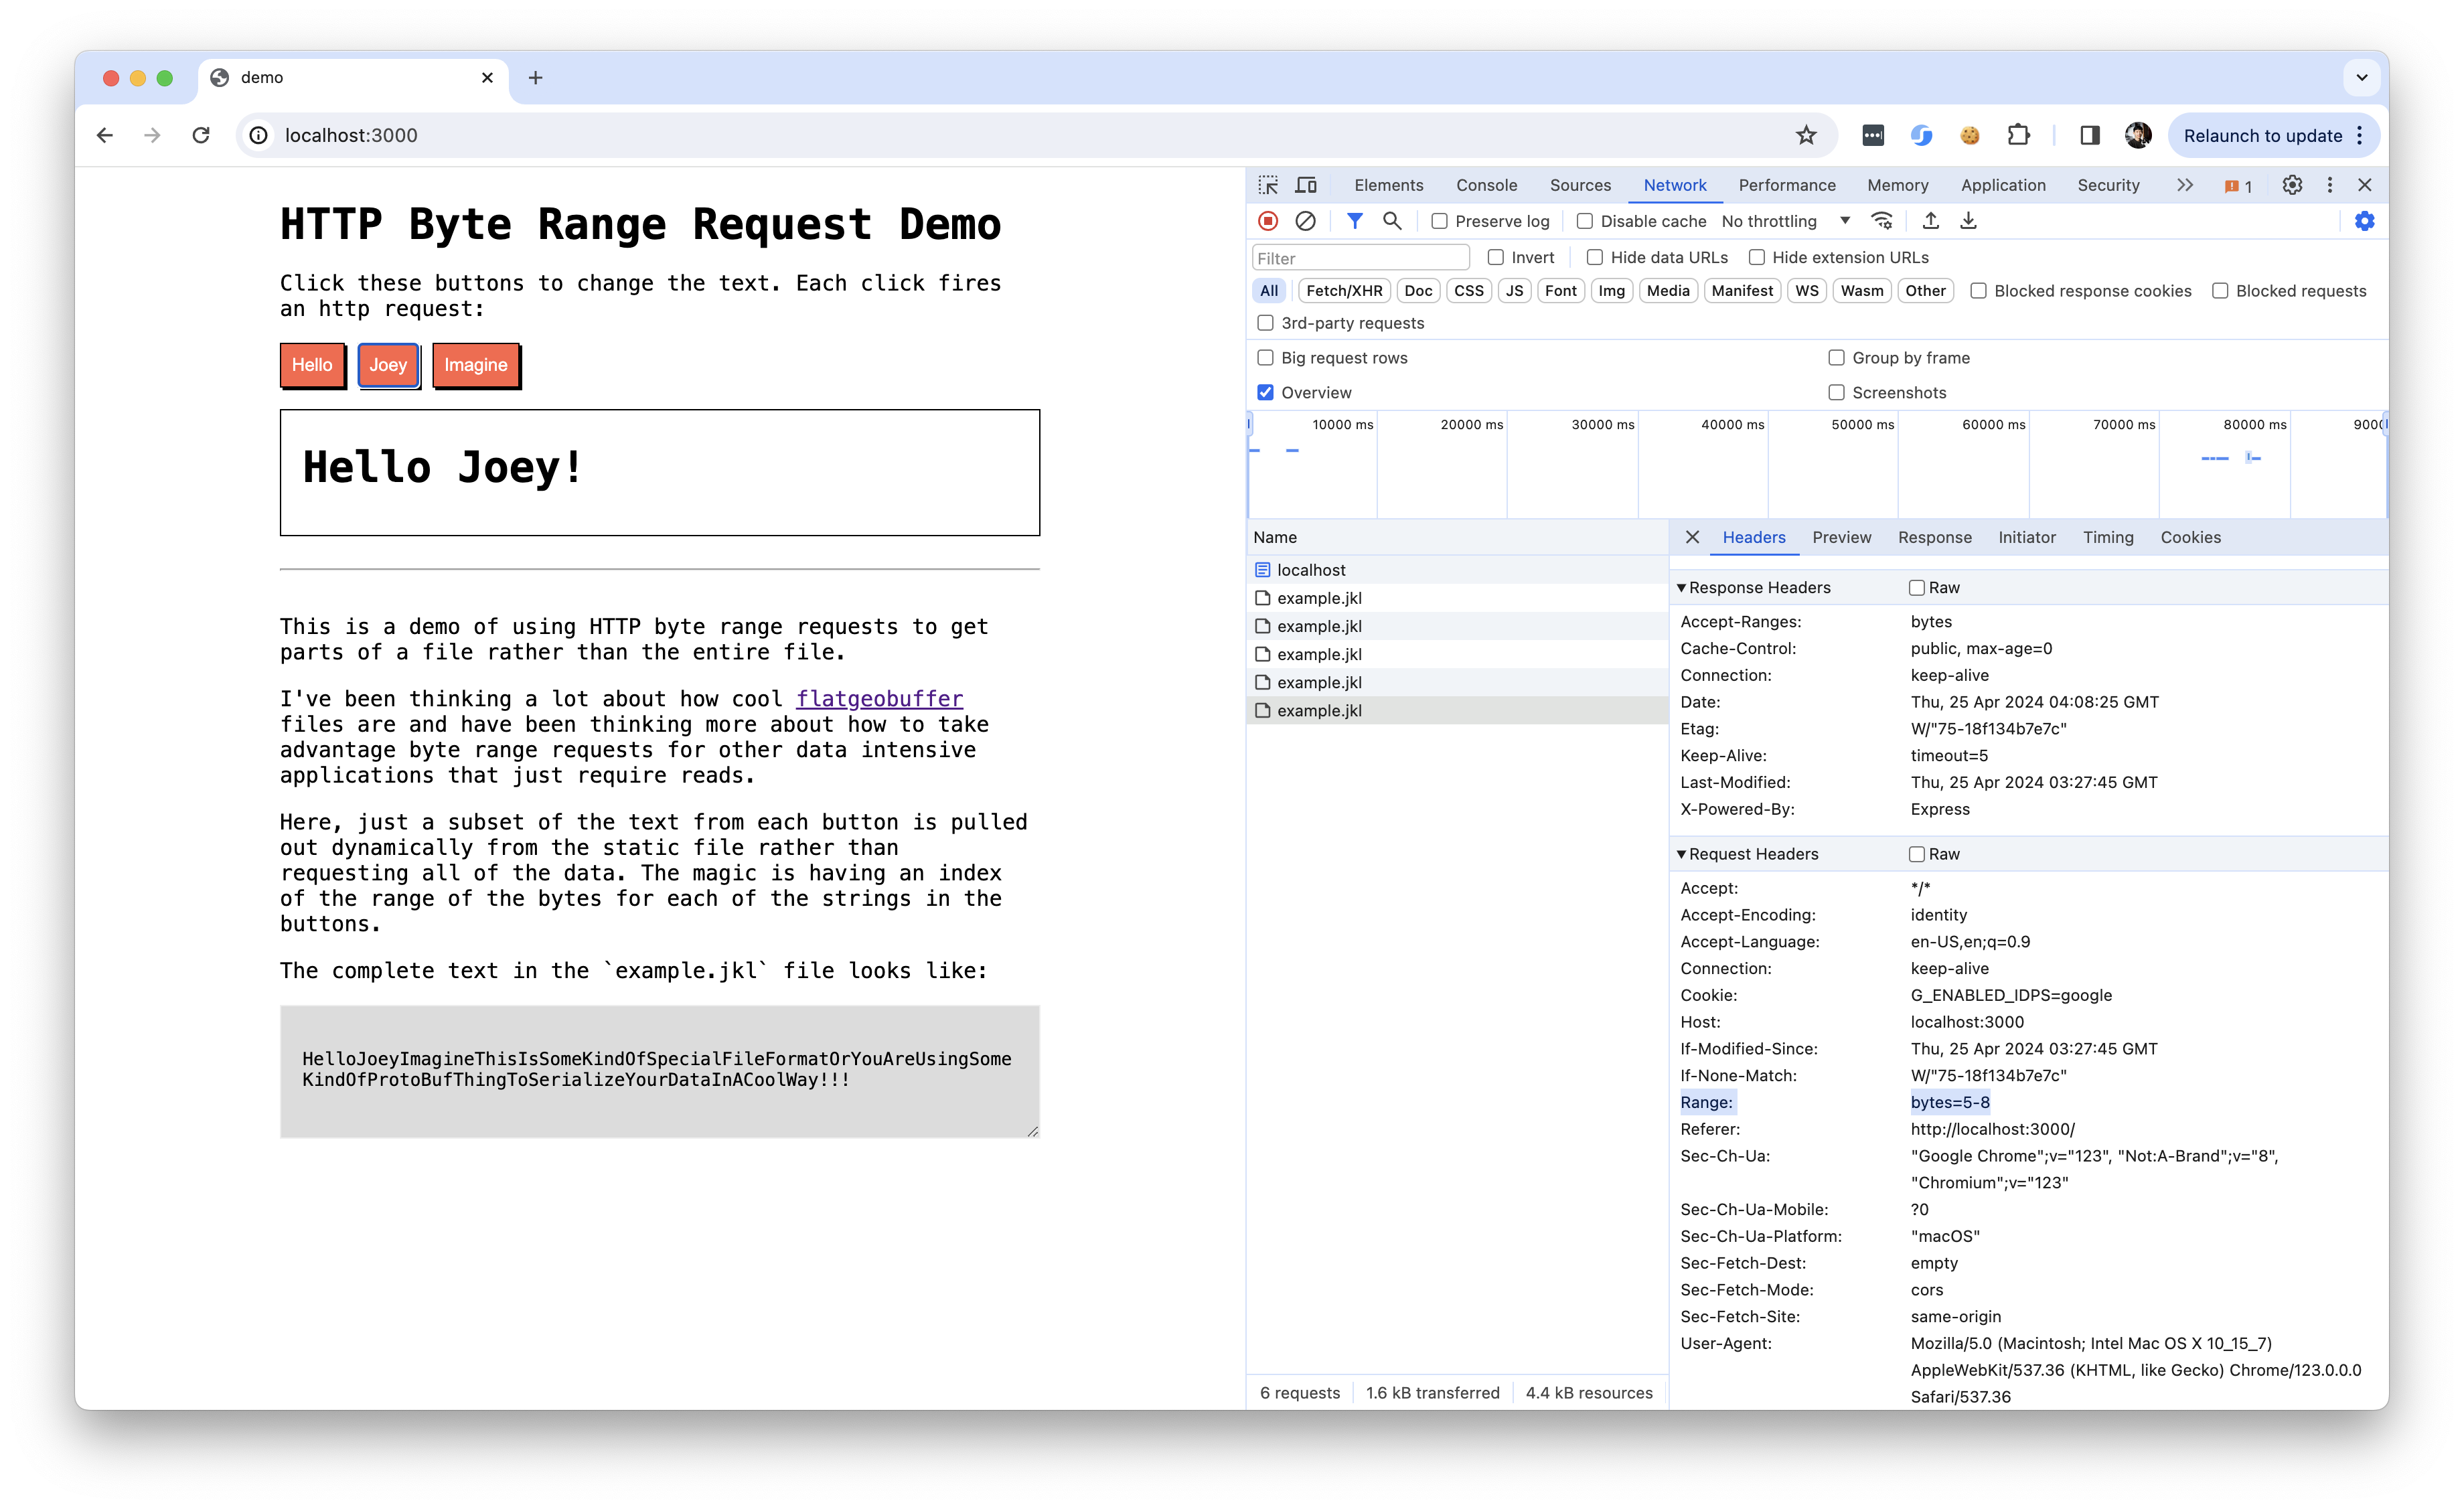 demo
localhost:3000
Relaunch to update
HTTP Byte Range Request Demo
Click these buttons to change the text. Each click fires
an http request:
Hello Joey Imagine
Hello Joey!
This is a demo of using HTTP byte range requests to get
parts of a file rather than the entire file.
I've been thinking a lot about how cool flatgeobuffer
files are and have been thinking more about how to take
advantage byte range requests for other data intensive
applications that just require reads.
Here, just a subset of the text from each button is pulled
out dynamically from the static file rather than
requesting all of the data. The magic is having an index
of the range of the bytes for each of the strings in the
buttons.
The complete text in the `example.jkl` file looks like:
HelloJoeyImagineThisIsSomeKindOfSpecialFileFormatOrYouAreUsingSome
KindOfProtoBufThingToSerializeYourDataInACoolWay!!!
Elements Console Sources Network Performance Memory Application Security 1
Preserve log Disable cache No throttling
Filter Invert Hide data URLs Hide extension URLs
All Fetch/XHR Doc CSS JS Font Img Media Manifest WS Wasm Other Blocked response cookies Blocked requests
3rd-party requests
Big request rows Group by frame
Overview Screenshots
10000 ms 20000 ms 30000 ms 40000 ms 50000 ms 60000 ms 70000 ms 80000 ms 9000
Name
localhost
example.jkl
example.jkl
example.jkl
example.jkl
example.jkl
6 requests 1.6 kB transferred 4.4 kB resources
Headers Preview Response Initiator Timing Cookies
Response Headers Raw
Accept-Ranges: bytes
Cache-Control: public, max-age=0
Connection: keep-alive
Date: Thu, 25 Apr 2024 04:08:25 GMT
Etag: W/"75-18f134b7e7c"
Keep-Alive: timeout=5
Last-Modified: Thu, 25 Apr 2024 03:27:45 GMT
X-Powered-By: Express
Request Headers Raw
Accept: */*
Accept-Encoding: identity
Accept-Language: en-US,en;q=0.9
Connection: keep-alive
Cookie: G_ENABLED_IDPS=google
Host: localhost:3000
If-Modified-Since: Thu, 25 Apr 2024 03:27:45 GMT
If-None-Match: W/"75-18f134b7e7c"
Range: bytes=5-8
Referer: http://localhost:3000/
Sec-Ch-Ua: "Google Chrome";v="123", "Not:A-Brand";v="8",
"Chromium";v="123"
Sec-Ch-Ua-Mobile: ?0
Sec-Ch-Ua-Platform: "macOS"
Sec-Fetch-Dest: empty
Sec-Fetch-Mode: cors
Sec-Fetch-Site: same-origin
User-Agent: Mozilla/5.0 (Macintosh; Intel Mac OS X 10_15_7)
AppleWebKit/537.36 (KHTML, like Gecko) Chrome/123.0.0.0
Safari/537.36